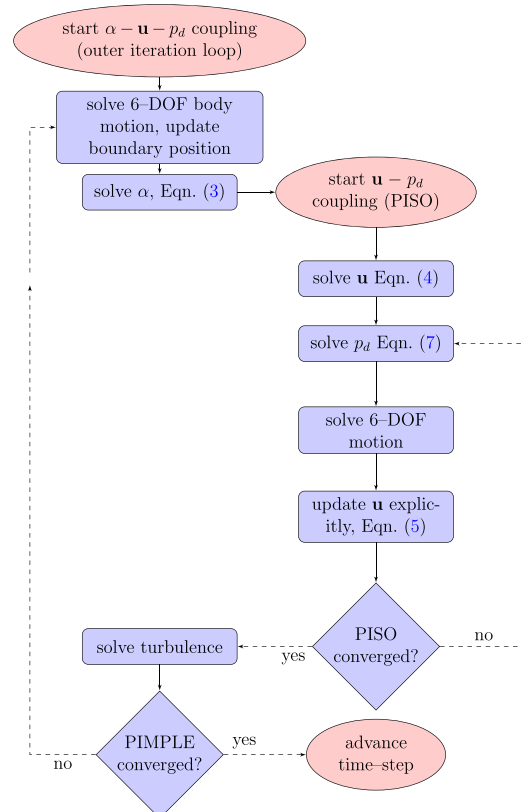 start α − u − p_d coupling
(outer iteration loop)
solve 6–DOF body
motion, update
boundary position
solve α, Eqn. (3)
start u − p_d
coupling (PISO)
solve u Eqn. (4)
solve p_d Eqn. (7)
solve 6–DOF
motion
update u explic-
itly, Eqn. (5)
PISO
converged?
no
yes
solve turbulence
PIMPLE
converged?
yes
no
advance
time–step